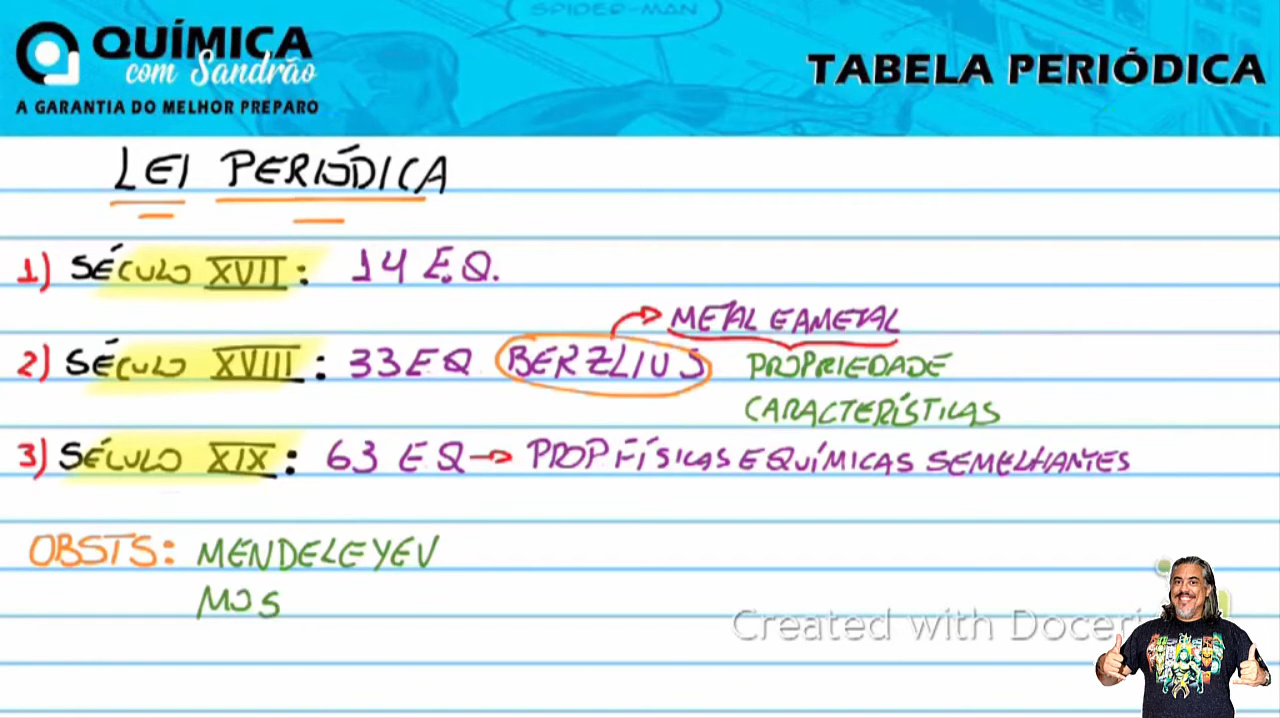 SPIDER-MAN
QUÍMICA
com Sandrão
A GARANTIA DO MELHOR PREPARO
TABELA PERIÓDICA
LEI PERIÓDICA
1) SÉCULO XVII: 14 E.Q.
METAL E AMETAL
2) SÉCULO XVIII: 33 EQ BERZLIUS PROPRIEDADE
CARACTERÍSTICAS
3) SÉCULO XIX: 63 EQ → PROP FÍSICAS E QUÍMICAS SEMELHANTES
OBSTS: MENDELEYEV
MOS
Created with Doceri